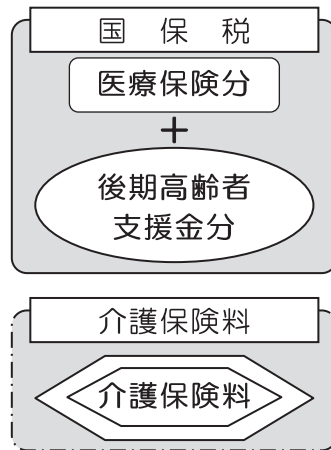 国保税
医療保険分
＋
後期高齢者
支援金分
介護保険料
介護保険料